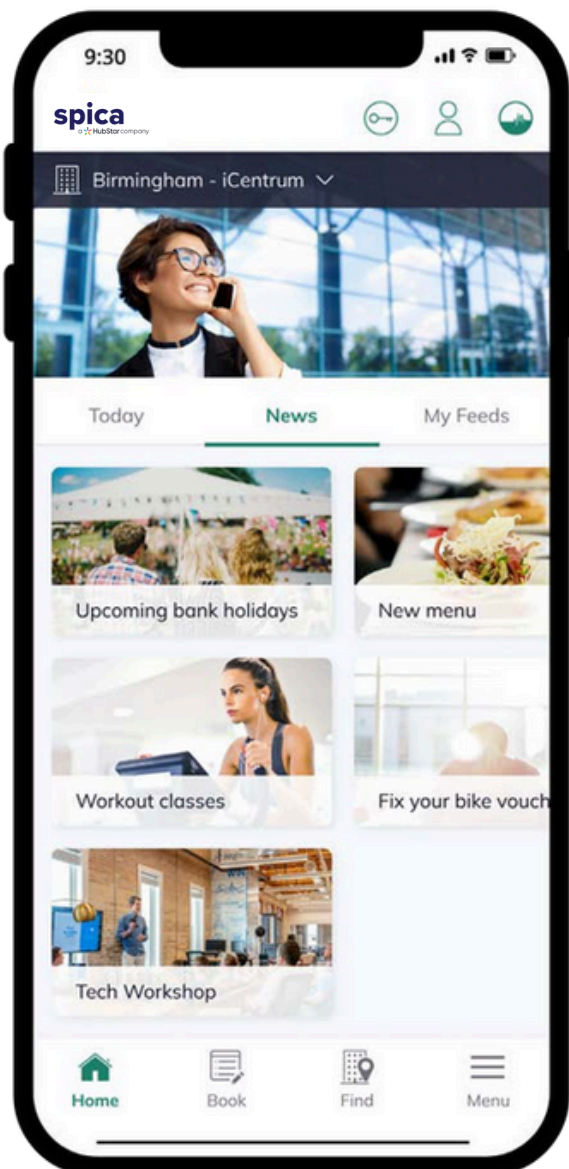 9:30
spica
a HubStar company
Birmingham - iCentrum
Today
News
My Feeds
Upcoming bank holidays
New menu
Workout classes
Fix your bike vouch
Tech Workshop
Home
Book
Find
Menu